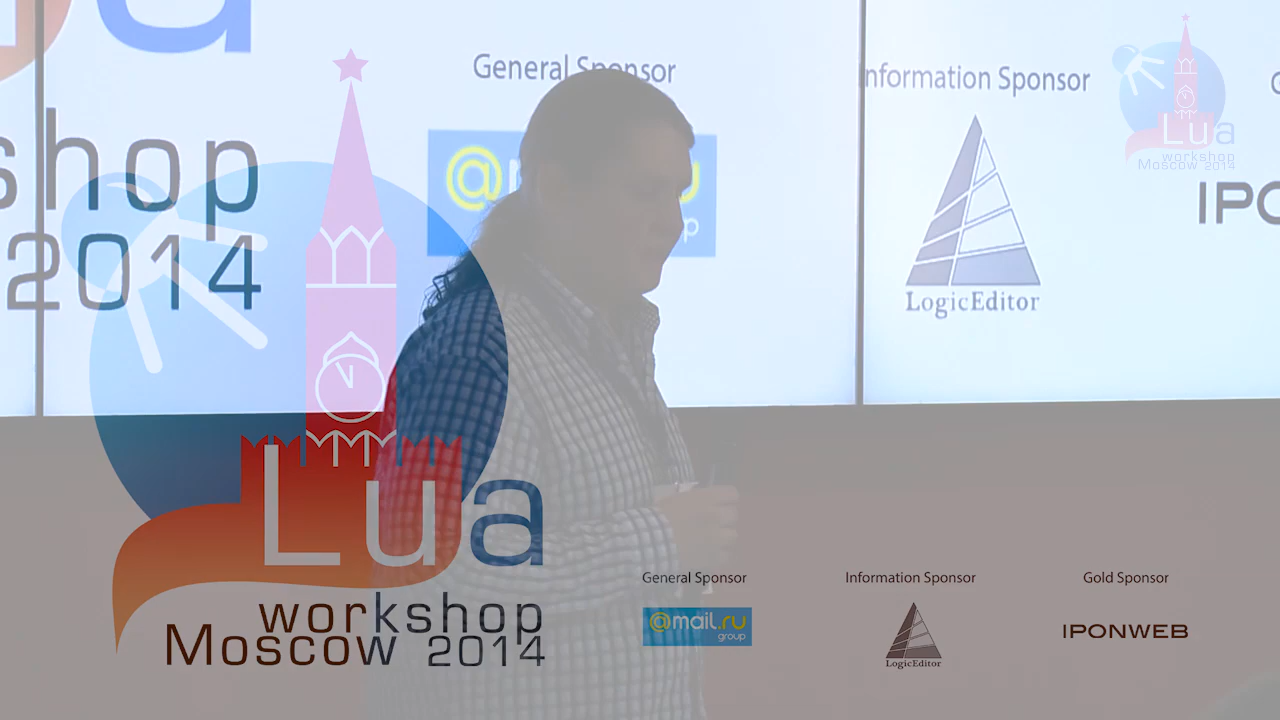 General Sponsor
Information Sponsor
shop
2014
@
LogicEditor
Lua
workshop
Moscow 2014
Lua
workshop
Moscow 2014
General Sponsor
@mail.ru
group
Information Sponsor
LogicEditor
Gold Sponsor
IPONWEB